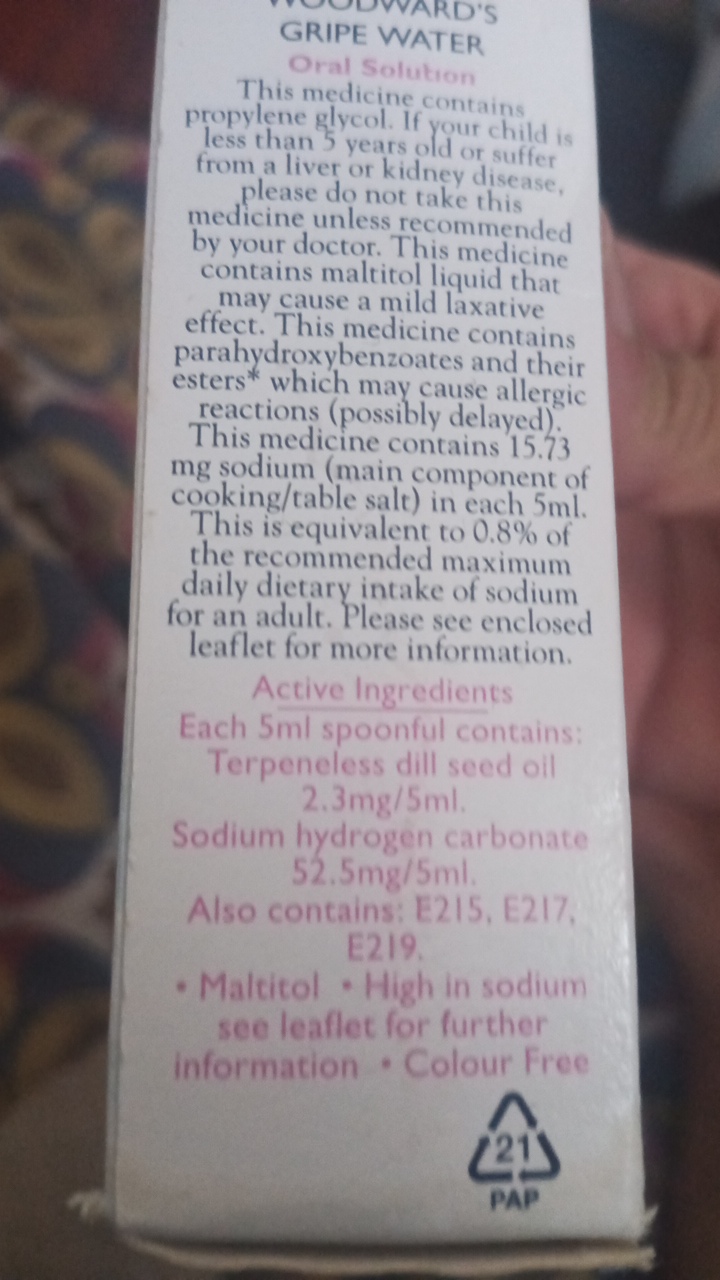 WOODWARD'S
GRIPE WATER
Oral Solution
This medicine contains
propylene glycol. If your child is
less than 5 years old or suffer
from a liver or kidney disease,
please do not take this
medicine unless recommended
by your doctor. This medicine
contains maltitol liquid that
may cause a mild laxative
effect. This medicine contains
parahydroxybenzoates and their
esters* which may cause allergic
reactions (possibly delayed).
This medicine contains 15.73
mg sodium (main component of
cooking/table salt) in each 5ml.
This is equivalent to 0.8% of
the recommended maximum
daily dietary intake of sodium
for an adult. Please see enclosed
leaflet for more information.
Active Ingredients
Each 5ml spoonful contains:
Terpeneless dill seed oil
2.3mg/5ml.
Sodium hydrogen carbonate
52.5mg/5ml.
Also contains: E215, E217,
E219.
• Maltitol • High in sodium
see leaflet for further
information • Colour Free
21
PAP